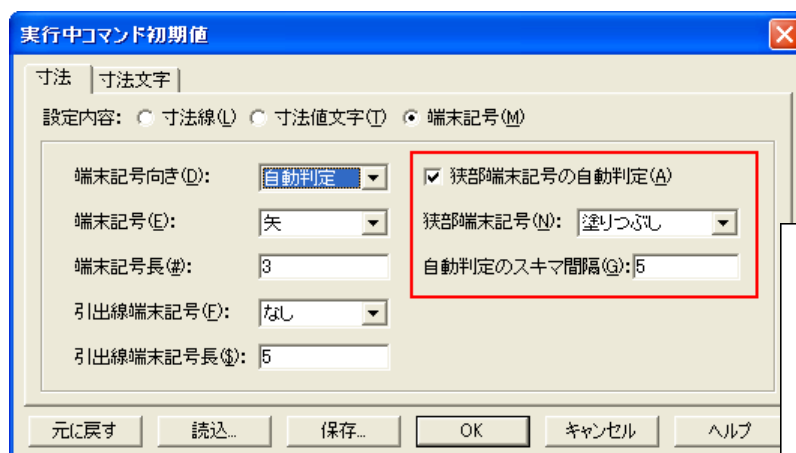 実行中コマンド初期値
寸法 寸法文字
設定内容: 寸法線(L) 寸法値文字(T) 端末記号(M)
端末記号向き(D): 自動判定 狭部端末記号の自動判定(A)
端末記号(E): 矢 狭部端末記号(N): 塗りつぶし
端末記号長(#): 3 自動判定のスキマ間隔(G): 5
引出線端末記号(F): なし
引出線端末記号長($): 5
元に戻す 読込... 保存... OK キャンセル ヘルプ